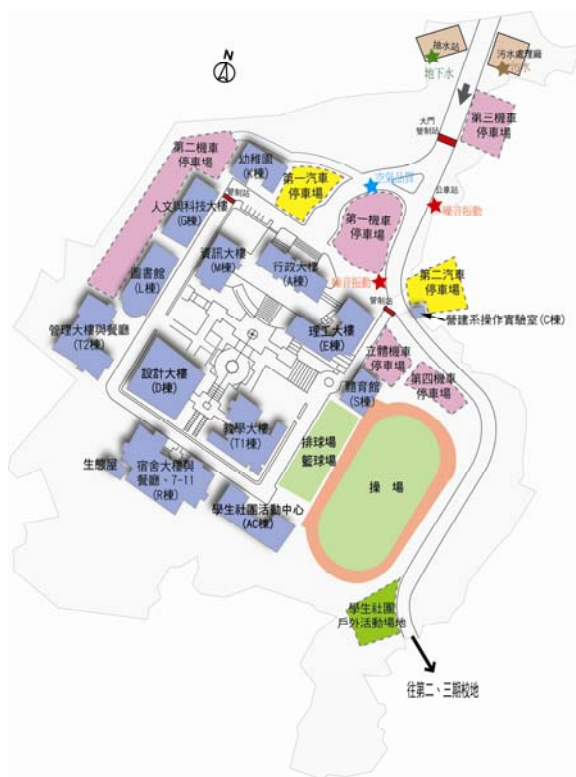 N
抽水站
地下水
污水處理廠
污水
大門
管制站
第三機車
停車場
第二機車
停車場
幼稚園
(K棟)
第一汽車
停車場
空氣品質
公車站
噪音振動
管制站
人文與科技大樓
(G棟)
第一機車
停車場
資訊大樓
(M棟)
行政大樓
(A棟)
噪音振動
第二汽車
停車場
圖書館
(L棟)
管制站
營建系操作實驗室(C棟)
理工大樓
(E棟)
管理大樓與餐廳
(T2棟)
立體機車
停車場
第四機車
停車場
設計大樓
(D棟)
體育館
(S棟)
教學大樓
(T1棟)
排球場
籃球場
操 場
生態屋
宿舍大樓與
餐廳、7-11
(R棟)
學生社團活動中心
(AC棟)
學生社團
戶外活動場地
往第二、三期校地